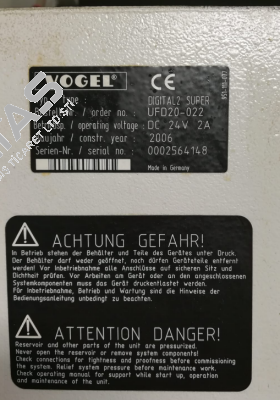 VOGEL®
CE
DIGITAL2 SUPER
/ order no.: UFD20-022
/ operating voltage: DC 24V 2A
Baujahr / constr. year: 2006
Serien-Nr. / serial no.: 0002564148
Made in Germany
ACHTUNG GEFAHR!
In Betrieb stehen der Behälter und Teile des Gerätes unter Druck.
Der Behälter darf weder geöffnet, noch dürfen Geräteteile entfernt
werden! Vor Inbetriebnahme alle Anschlüsse auf sicheren Sitz und
Dichtheit prüfen. Vor Arbeiten am Gerät oder an den angeschlossenen
Systemkomponenten muss das Gerät drucktentlastet werden.
Für Inbetriebnahme, Betrieb und Wartung sind die Hinweise der
Bedienungsanleitung unbedingt zu beachten.
ATTENTION DANGER!
Reservoir and other parts of the unit are pressurized.
Never open the reservoir or remove system components!
Check connections for tightness and proofness before commissioning
the system. Relief system pressure before maintenance work.
Check operating manual for support while start up, operation
and maintenance of the unit.